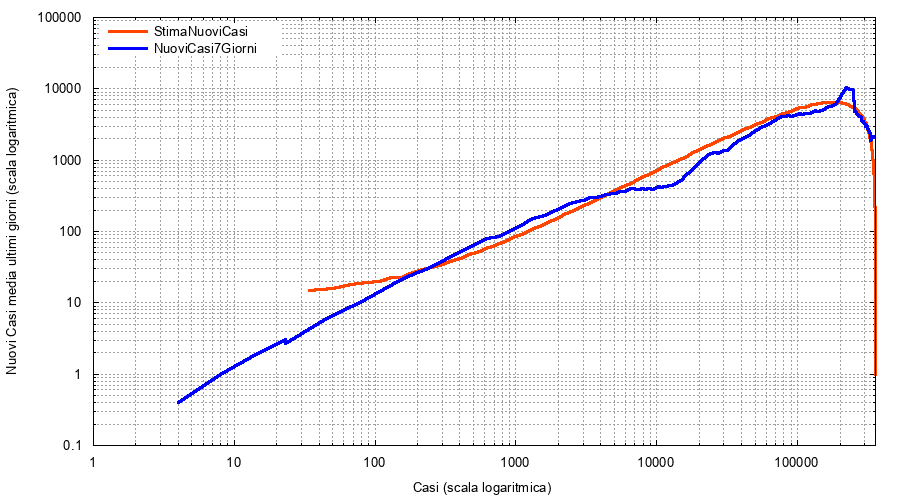 100000
10000
1000
100
10
1
0.1
StimaNuoviCasi
NuoviCasi7Giorni
Nuovi Casi media ultimi giorni (scala logaritmica)
1 10 100 1000 10000 100000
Casi (scala logaritmica)